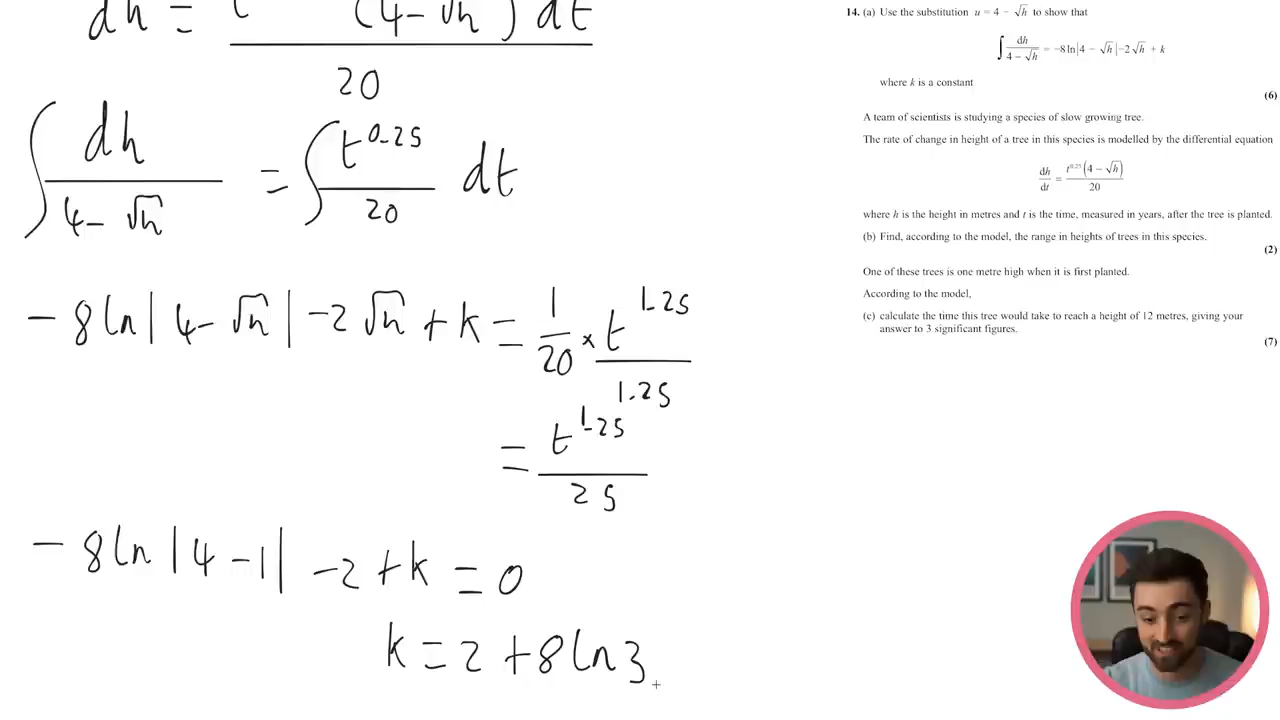 dh = t (4-√h) dt
20
∫ dh / 4-√h = ∫ t^0.25 / 20 dt
-8ln|4-√h| -2√h +k = 1/20 × t^1.25 / 1.25
= t^1.25 / 25
-8ln|4-1| -2+k = 0
k = 2 +8ln3
14. (a) Use the substitution u = 4 − √h to show that
∫ dh / 4 − √h = −8 ln|4 − √h| −2√h + k
where k is a constant
(6)
A team of scientists is studying a species of slow growing tree.
The rate of change in height of a tree in this species is modelled by the differential equation
dh/dt = t^0.25 (4 − √h) / 20
where h is the height in metres and t is the time, measured in years, after the tree is planted.
(b) Find, according to the model, the range in heights of trees in this species.
(2)
One of these trees is one metre high when it is first planted.
According to the model,
(c) calculate the time this tree would take to reach a height of 12 metres, giving your
answer to 3 significant figures.
(7)